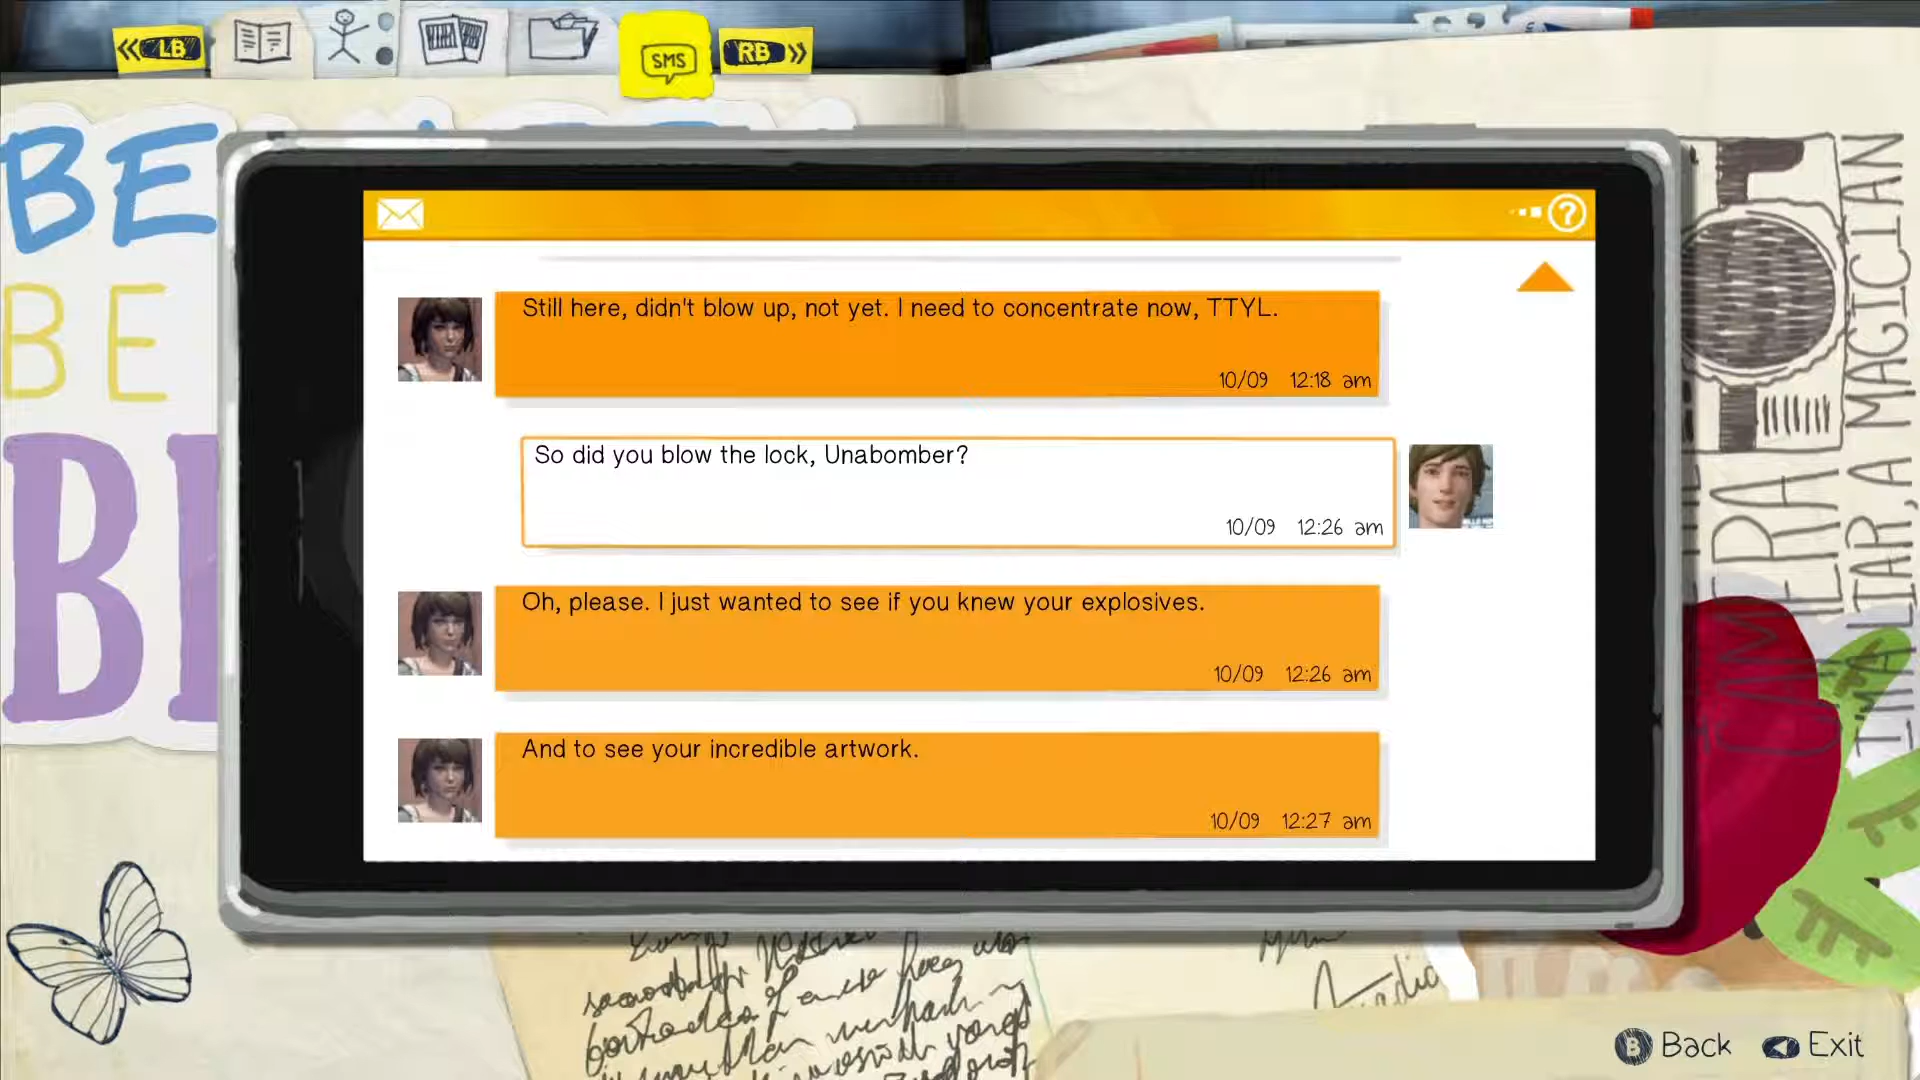 LB
SMS
RB
BE
BE
Still here, didn't blow up, not yet. I need to concentrate now, TTYL.
10/09 12:18 am
So did you blow the lock, Unabomber?
10/09 12:26 am
Oh, please. I just wanted to see if you knew your explosives.
10/09 12:26 am
And to see your incredible artwork.
10/09 12:27 am
LIAR, A MAGICIAN
B Back
Exit